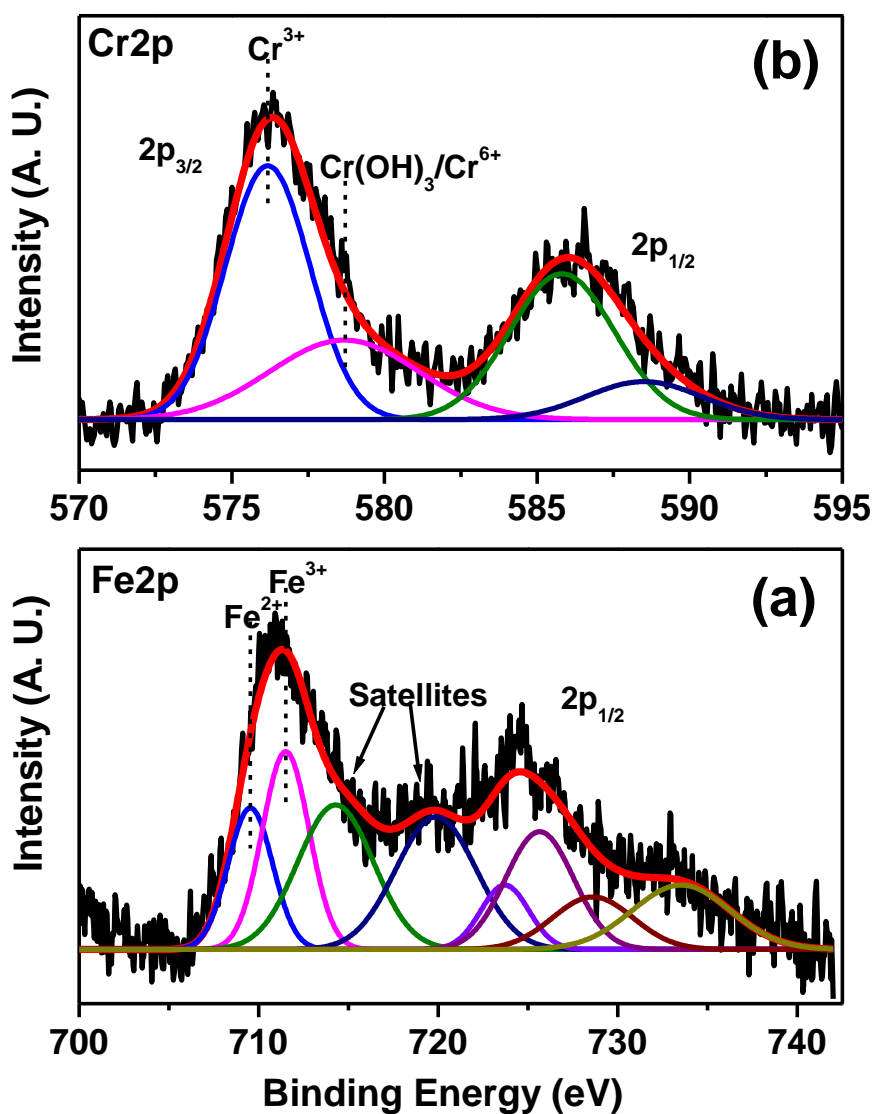 Cr2p
Cr³⁺
(b)
2p₃/₂
Cr(OH)₃/Cr⁶⁺
2p₁/₂
Intensity (A. U.)
570 575 580 585 590 595
Fe2p
Fe²⁺
Fe³⁺
(a)
Satellites
2p₁/₂
Intensity (A. U.)
700 710 720 730 740
Binding Energy (eV)